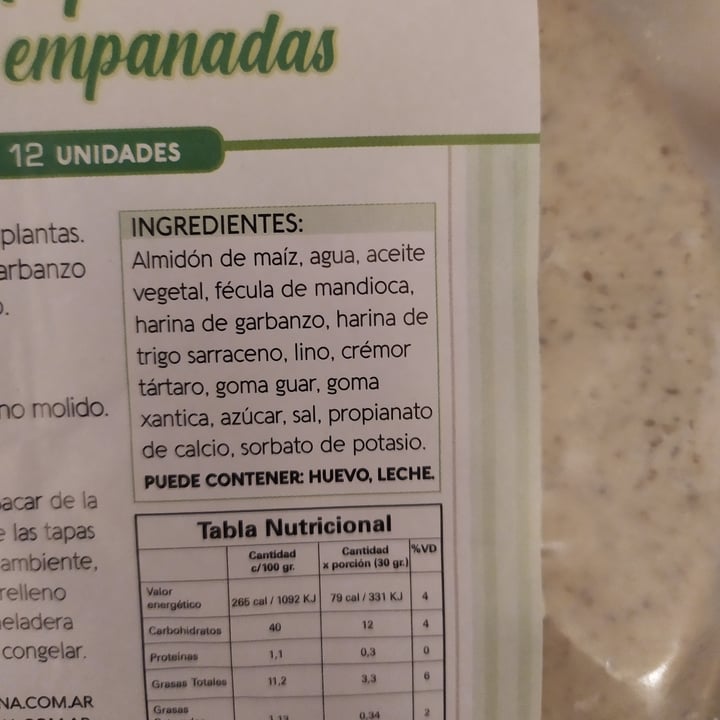 empanadas
12 UNIDADES
plantas.
arbanzo
no molido.
acar de la
las tapas
ambiente,
relleno
heladera
congelar.
NA.COM.AR
INGREDIENTES:
Almidón de maíz, agua, aceite
vegetal, fécula de mandioca,
harina de garbanzo, harina de
trigo sarraceno, lino, crémor
tártaro, goma guar, goma
xantica, azúcar, sal, propianato
de calcio, sorbato de potasio.
PUEDE CONTENER: HUEVO, LECHE.
Tabla Nutricional
Cantidad c/100 gr. Cantidad x porción (30 gr.) %VD
Valor energético 265 cal / 1092 KJ 79 cal / 331 KJ 4
Carbohidratos 40 12 4
Proteínas 1,1 0,3 0
Grasas Totales 11,2 3,3 6
Grasas 1,13 0,34 2